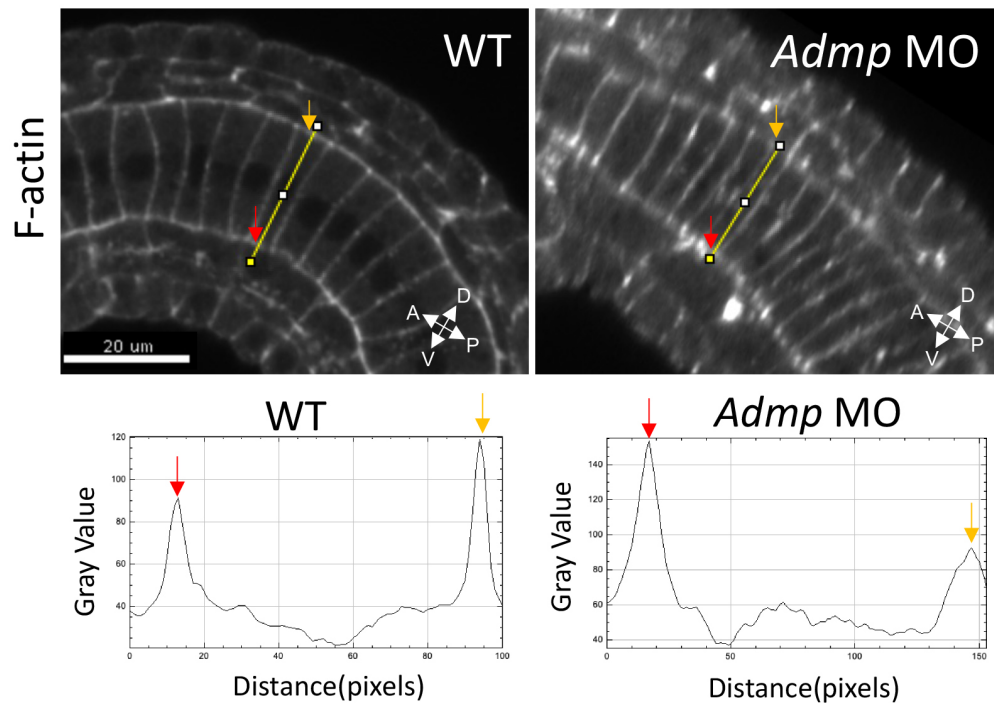 WT
Admp MO
F-actin
A
D
V
P
A
D
V
P
20 um
WT
Admp MO
Gray Value
120
100
80
60
40
0
20
40
60
80
100
Distance(pixels)
Gray Value
140
120
100
80
60
40
0
50
100
150
Distance(pixels)